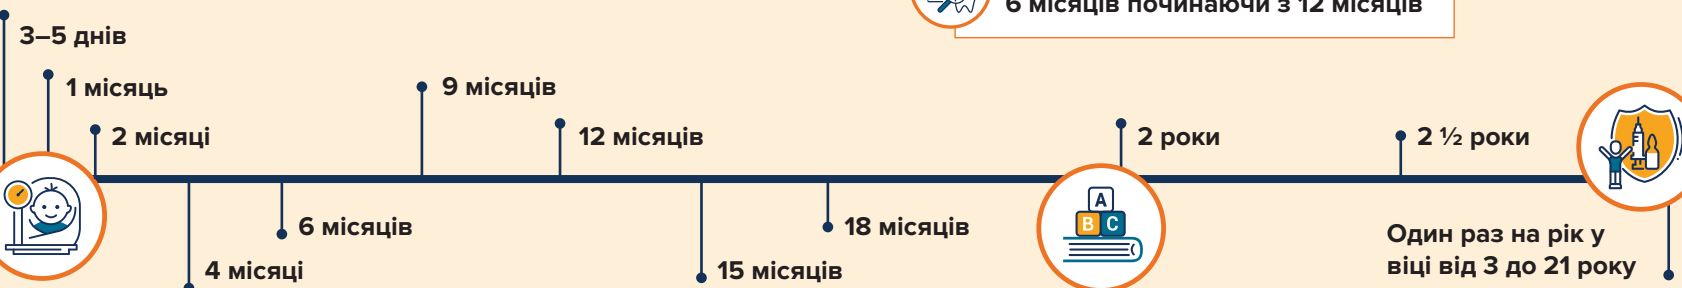 6 місяців починаючи з 12 місяців
3–5 днів
1 місяць
2 місяці
4 місяці
6 місяців
9 місяців
12 місяців
15 місяців
18 місяців
A
B C
2 роки
2 ½ роки
Один раз на рік у
віці від 3 до 21 року